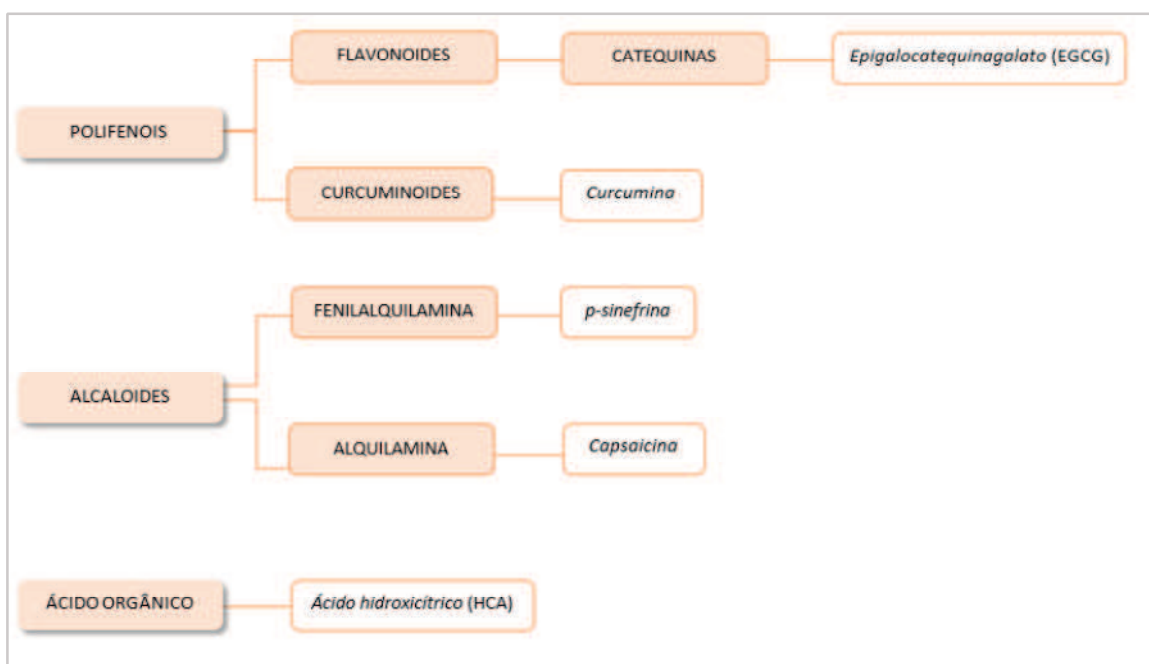 FLAVONOIDES
CATEQUINAS
Epigalocatequinagalato (EGCG)
POLIFENOIS
CURCUMINOIDES
Curcumina
FENILALQUILAMINA
p-sinefrina
ALCALOIDES
ALQUILAMINA
Capsaicina
ÁCIDO ORGÂNICO
Ácido hidroxicítrico (HCA)